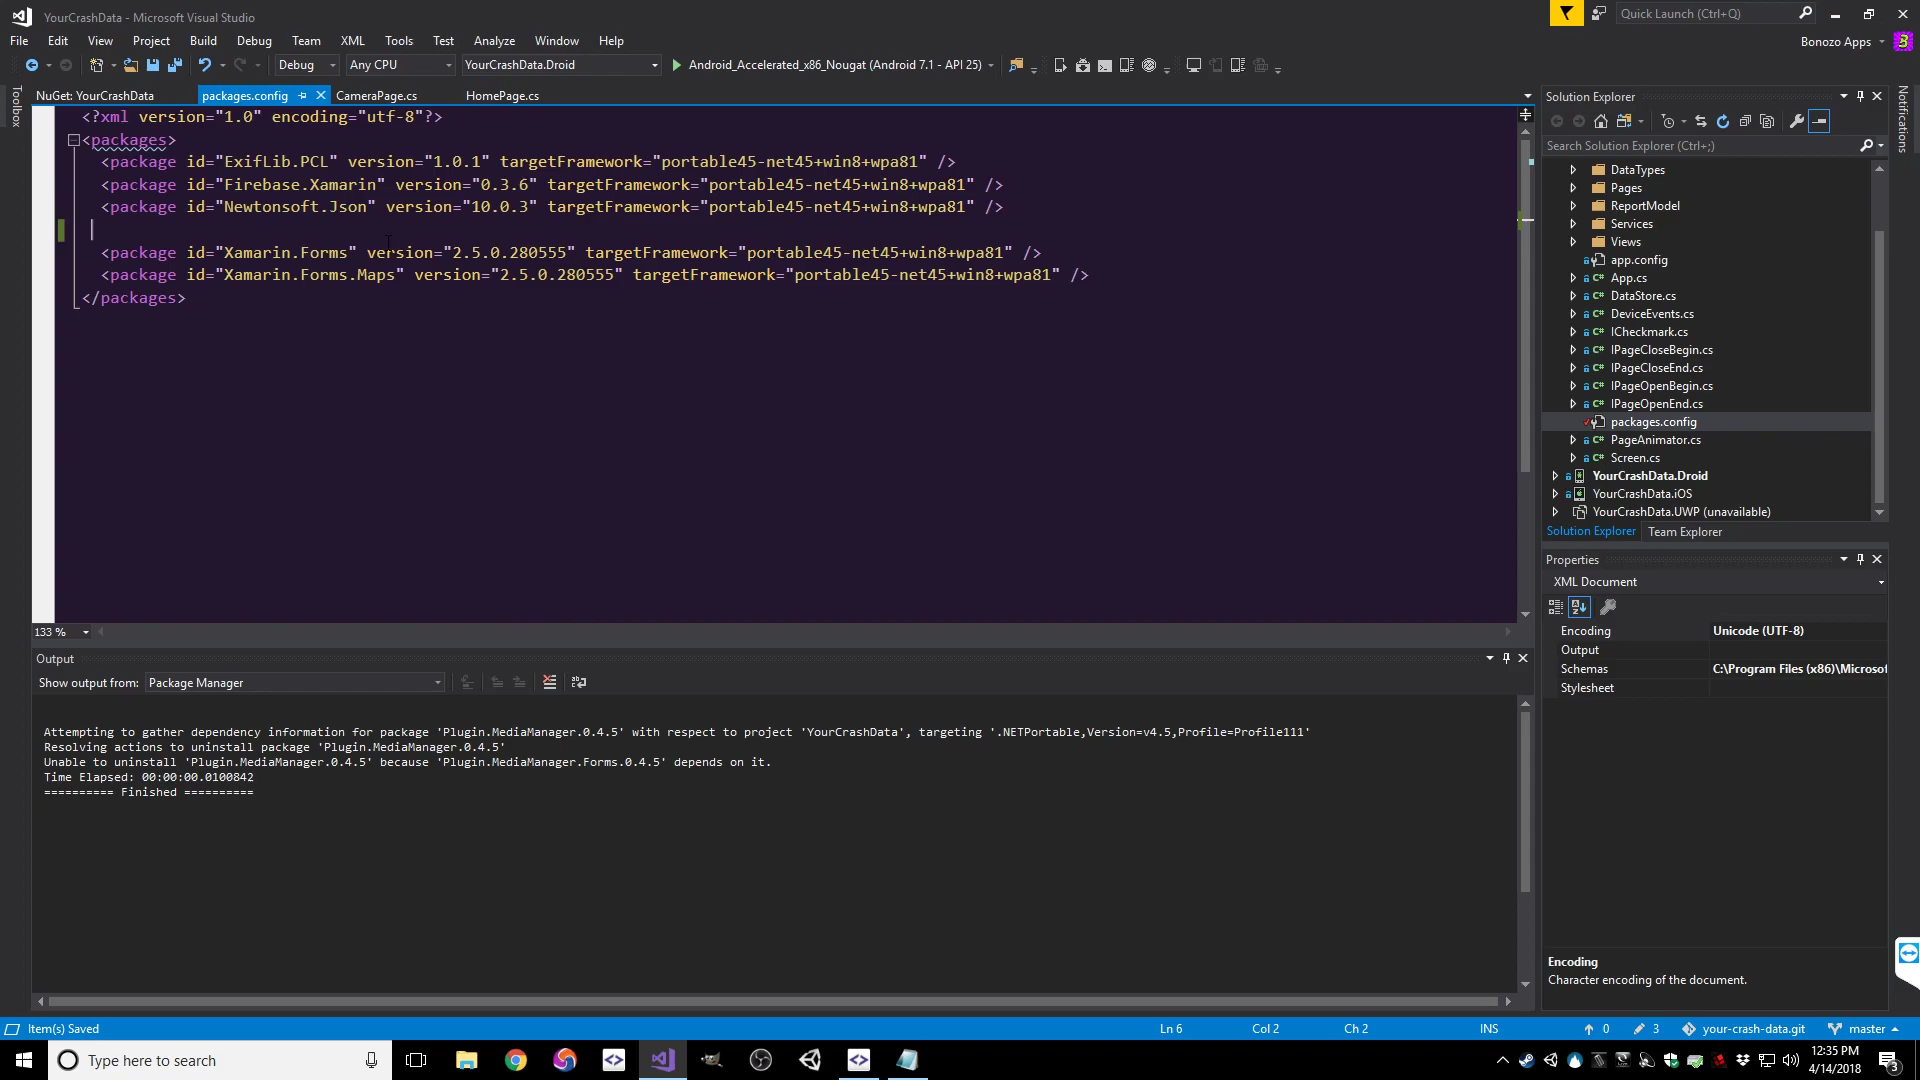 YourCrashData - Microsoft Visual Studio
Quick Launch (Ctrl+Q)
File Edit View Project Build Debug Team XML Tools Test Analyze Window Help
Bonozo Apps
Debug Any CPU YourCrashData.Droid Android_Accelerated_x86_Nougat (Android 7.1 - API 25)
Toolbox
NuGet: YourCrashData packages.config CameraPage.cs HomePage.cs
<?xml version="1.0" encoding="utf-8"?>
<packages>
<package id="ExifLib.PCL" version="1.0.1" targetFramework="portable45-net45+win8+wpa81" />
<package id="Firebase.Xamarin" version="0.3.6" targetFramework="portable45-net45+win8+wpa81" />
<package id="Newtonsoft.Json" version="10.0.3" targetFramework="portable45-net45+win8+wpa81" />
<package id="Xamarin.Forms" version="2.5.0.280555" targetFramework="portable45-net45+win8+wpa81" />
<package id="Xamarin.Forms.Maps" version="2.5.0.280555" targetFramework="portable45-net45+win8+wpa81" />
</packages>
133 %
Output
Show output from: Package Manager
Attempting to gather dependency information for package 'Plugin.MediaManager.0.4.5' with respect to project 'YourCrashData', targeting '.NETPortable,Version=v4.5,Profile=Profile111'
Resolving actions to uninstall package 'Plugin.MediaManager.0.4.5'
Unable to uninstall 'Plugin.MediaManager.0.4.5' because 'Plugin.MediaManager.Forms.0.4.5' depends on it.
Time Elapsed: 00:00:00.0100842
========== Finished ==========
Solution Explorer
Search Solution Explorer (Ctrl+;)
DataTypes
Pages
ReportModel
Services
Views
app.config
C# App.cs
C# DataStore.cs
C# DeviceEvents.cs
C# ICheckmark.cs
C# IPageCloseBegin.cs
C# IPageCloseEnd.cs
C# IPageOpenBegin.cs
C# IPageOpenEnd.cs
packages.config
C# PageAnimator.cs
C# Screen.cs
YourCrashData.Droid
YourCrashData.iOS
YourCrashData.UWP (unavailable)
Solution Explorer Team Explorer
Notifications
Properties
XML Document
Encoding Unicode (UTF-8)
Output
Schemas C:\Program Files (x86)\Microsof
Stylesheet
Encoding
Character encoding of the document.
Item(s) Saved Ln 6 Col 2 Ch 2 INS 0 3 your-crash-data.git master
Type here to search
12:35 PM
4/14/2018
3